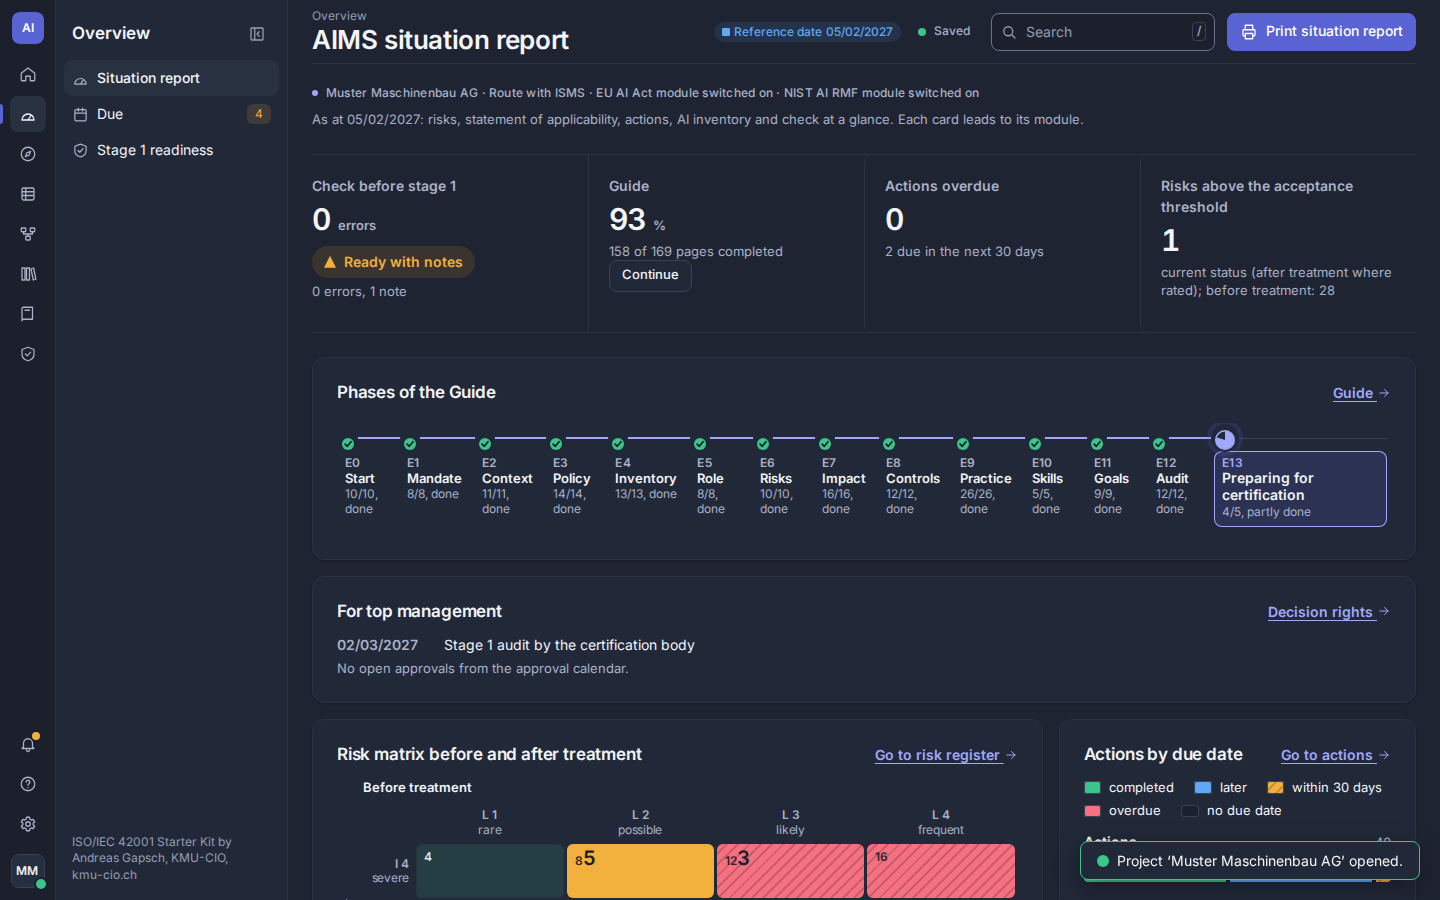 AI
Overview
Situation report
Due
4
Stage 1 readiness
ISO/IEC 42001 Starter Kit by
Andreas Gapsch, KMU-CIO,
kmu-cio.ch
MM
Overview
AIMS situation report
Reference date 05/02/2027
Saved
Search
/
Print situation report
Muster Maschinenbau AG · Route with ISMS · EU AI Act module switched on · NIST AI RMF module switched on
As at 05/02/2027: risks, statement of applicability, actions, AI inventory and check at a glance. Each card leads to its module.
Check before stage 1
0 errors
Ready with notes
0 errors, 1 note
Guide
93 %
158 of 169 pages completed
Continue
Actions overdue
0
2 due in the next 30 days
Risks above the acceptance
threshold
1
current status (after treatment where
rated); before treatment: 28
Phases of the Guide
Guide
E0
Start
10/10,
done
E1
Mandate
8/8, done
E2
Context
11/11,
done
E3
Policy
14/14,
done
E4
Inventory
13/13, done
E5
Role
8/8,
done
E6
Risks
10/10,
done
E7
Impact
16/16,
done
E8
Controls
12/12,
done
E9
Practice
26/26,
done
E10
Skills
5/5,
done
E11
Goals
9/9,
done
E12
Audit
12/12,
done
E13
Preparing for
certification
4/5, partly done
For top management
Decision rights
02/03/2027 Stage 1 audit by the certification body
No open approvals from the approval calendar.
Risk matrix before and after treatment
Go to risk register
Before treatment
L 1
rare
L 2
possible
L 3
likely
L 4
frequent
I 4
severe
4
8 5
12 3
16
Actions by due date
Go to actions
completed
later
within 30 days
overdue
no due date
Project ‘Muster Maschinenbau AG’ opened.